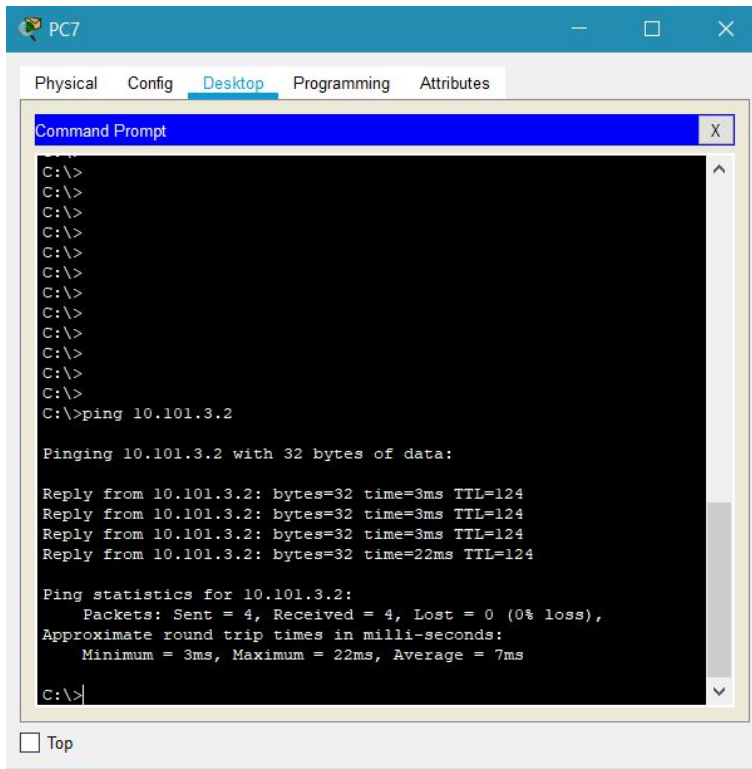 PC7
Physical Config Desktop Programming Attributes
Command Prompt
X
C:\>
C:\>
C:\>
C:\>
C:\>
C:\>
C:\>
C:\>
C:\>
C:\>
C:\>
C:\>
C:\>ping 10.101.3.2
Pinging 10.101.3.2 with 32 bytes of data:
Reply from 10.101.3.2: bytes=32 time=3ms TTL=124
Reply from 10.101.3.2: bytes=32 time=3ms TTL=124
Reply from 10.101.3.2: bytes=32 time=3ms TTL=124
Reply from 10.101.3.2: bytes=32 time=22ms TTL=124
Ping statistics for 10.101.3.2:
Packets: Sent = 4, Received = 4, Lost = 0 (0% loss),
Approximate round trip times in milli-seconds:
Minimum = 3ms, Maximum = 22ms, Average = 7ms
C:\>
Top